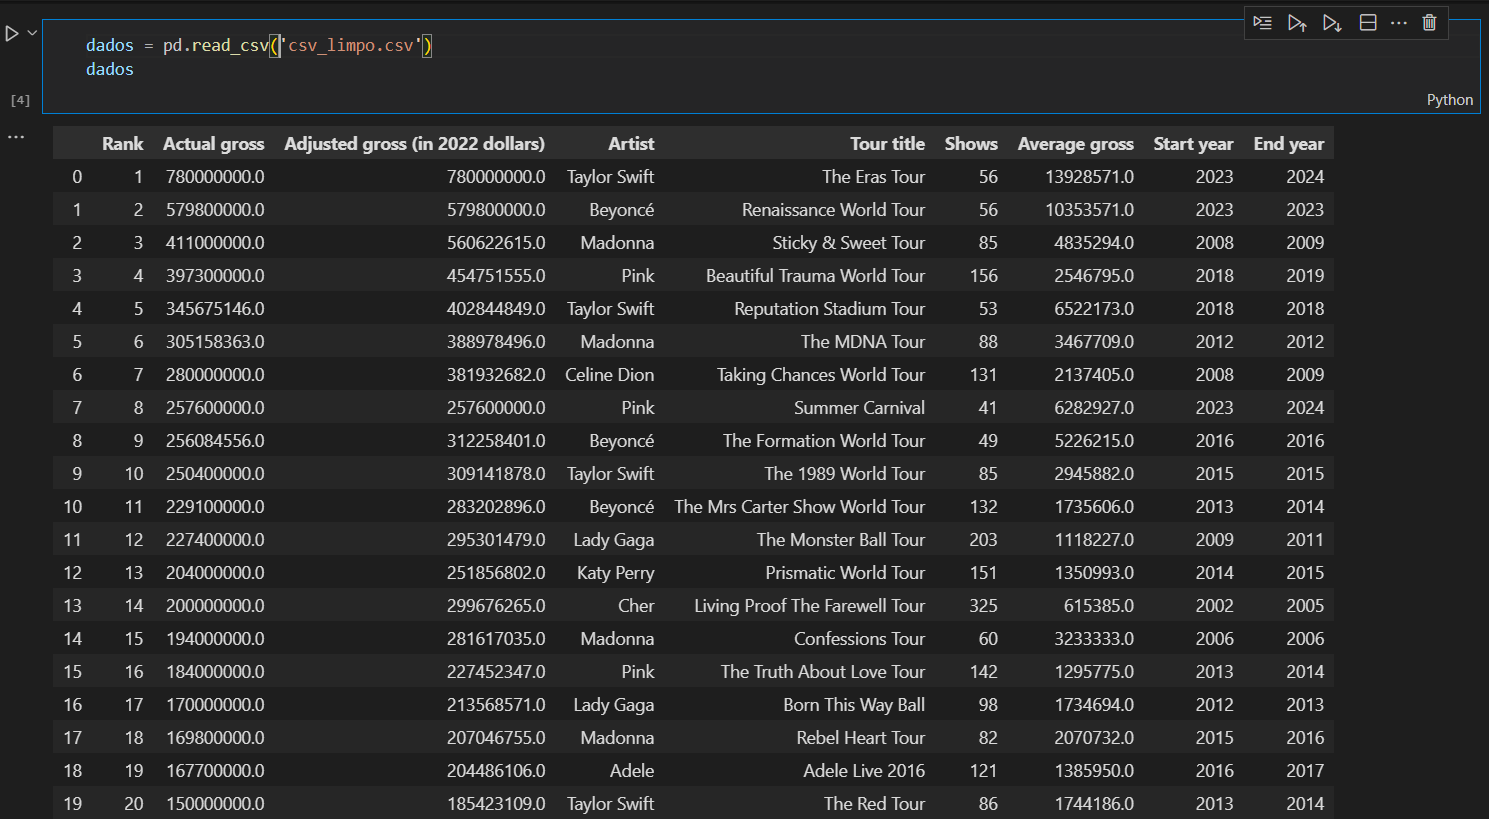 dados = pd.read_csv('csv_limpo.csv')
dados
[4]
Python
Rank Actual gross Adjusted gross (in 2022 dollars) Artist Tour title Shows Average gross Start year End year
0 1 780000000.0 780000000.0 Taylor Swift The Eras Tour 56 13928571.0 2023 2024
1 2 579800000.0 579800000.0 Beyoncé Renaissance World Tour 56 10353571.0 2023 2023
2 3 411000000.0 560622615.0 Madonna Sticky & Sweet Tour 85 4835294.0 2008 2009
3 4 397300000.0 454751555.0 Pink Beautiful Trauma World Tour 156 2546795.0 2018 2019
4 5 345675146.0 402844849.0 Taylor Swift Reputation Stadium Tour 53 6522173.0 2018 2018
5 6 305158363.0 388978496.0 Madonna The MDNA Tour 88 3467709.0 2012 2012
6 7 280000000.0 381932682.0 Celine Dion Taking Chances World Tour 131 2137405.0 2008 2009
7 8 257600000.0 257600000.0 Pink Summer Carnival 41 6282927.0 2023 2024
8 9 256084556.0 312258401.0 Beyoncé The Formation World Tour 49 5226215.0 2016 2016
9 10 250400000.0 309141878.0 Taylor Swift The 1989 World Tour 85 2945882.0 2015 2015
10 11 229100000.0 283202896.0 Beyoncé The Mrs Carter Show World Tour 132 1735606.0 2013 2014
11 12 227400000.0 295301479.0 Lady Gaga The Monster Ball Tour 203 1118227.0 2009 2011
12 13 204000000.0 251856802.0 Katy Perry Prismatic World Tour 151 1350993.0 2014 2015
13 14 200000000.0 299676265.0 Cher Living Proof The Farewell Tour 325 615385.0 2002 2005
14 15 194000000.0 281617035.0 Madonna Confessions Tour 60 3233333.0 2006 2006
15 16 184000000.0 227452347.0 Pink The Truth About Love Tour 142 1295775.0 2013 2014
16 17 170000000.0 213568571.0 Lady Gaga Born This Way Ball 98 1734694.0 2012 2013
17 18 169800000.0 207046755.0 Madonna Rebel Heart Tour 82 2070732.0 2015 2016
18 19 167700000.0 204486106.0 Adele Adele Live 2016 121 1385950.0 2016 2017
19 20 150000000.0 185423109.0 Taylor Swift The Red Tour 86 1744186.0 2013 2014